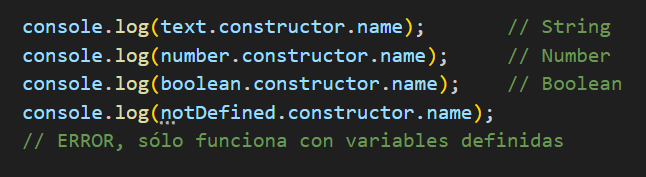 console.log(text.constructor.name); // String
console.log(number.constructor.name); // Number
console.log(boolean.constructor.name); // Boolean
console.log(notDefined.constructor.name);
// ERROR, sólo funciona con variables definidas